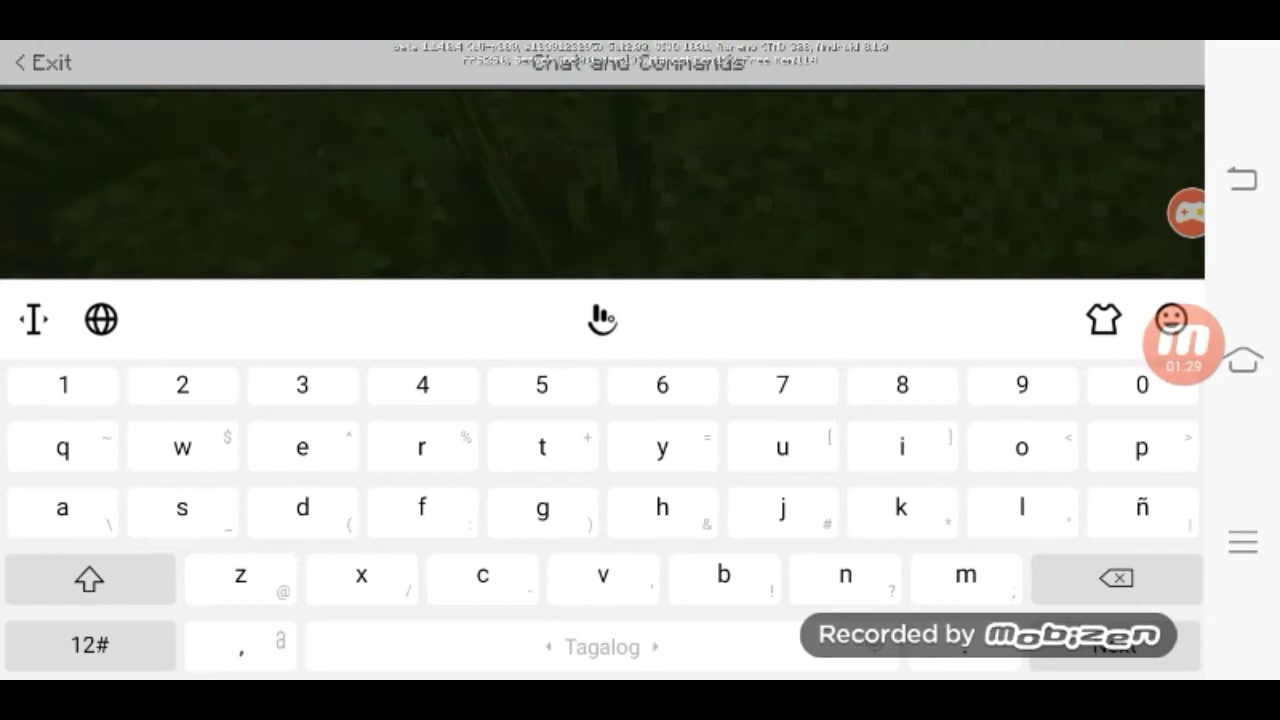 < Exit
Chat and Commands
1 2 3 4 5 6 7 8 9 0
q ~ w $ e ^ r % t + y = u [ i ] o < p >
a \ s _ d ( f : g ) h & j # k * l " ñ |
z @ x / c - v ' b ! n ? m ;
12# , a Tagalog
01:29
Recorded by mobizen
Next